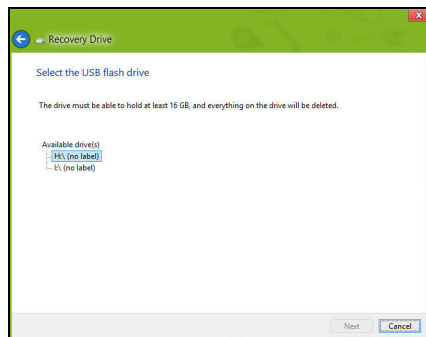 Recovery Drive
Select the USB flash drive
The drive must be able to hold at least 16 GB, and everything on the drive will be deleted.
Available drive(s)
H:\ (no label)
I:\ (no label)
Next
Cancel